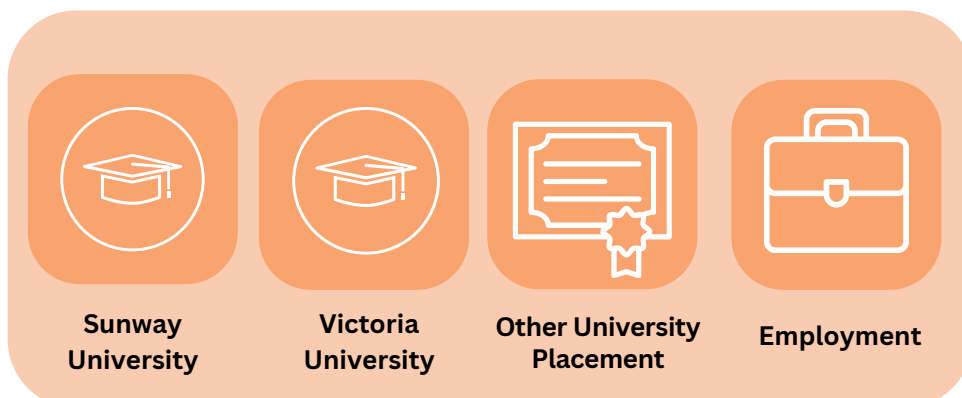 Sunway
University
Victoria
University
Other University
Placement
Employment